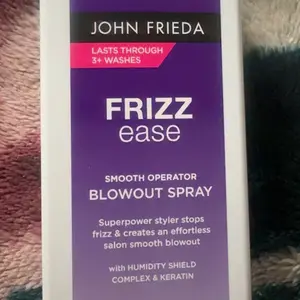 JOHN FRIEDA
LASTS THROUGH
3+ WASHES
FRIZZ
ease
SMOOTH OPERATOR
BLOWOUT SPRAY
Superpower styler stops
frizz & creates an effortless
salon smooth blowout
with HUMIDITY SHIELD
COMPLEX & KERATIN